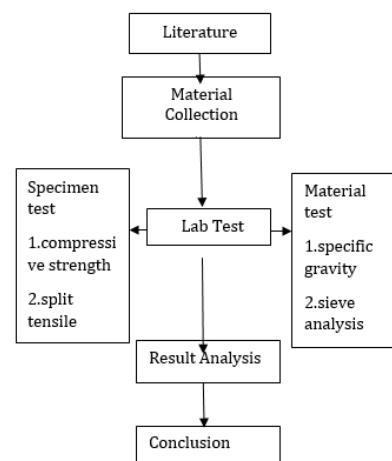 Literature
Material
Collection
Specimen
test
1.compressi
ve strength
2.split
tensile
Lab Test
Material
test
1.specific
gravity
2.sieve
analysis
Result Analysis
Conclusion